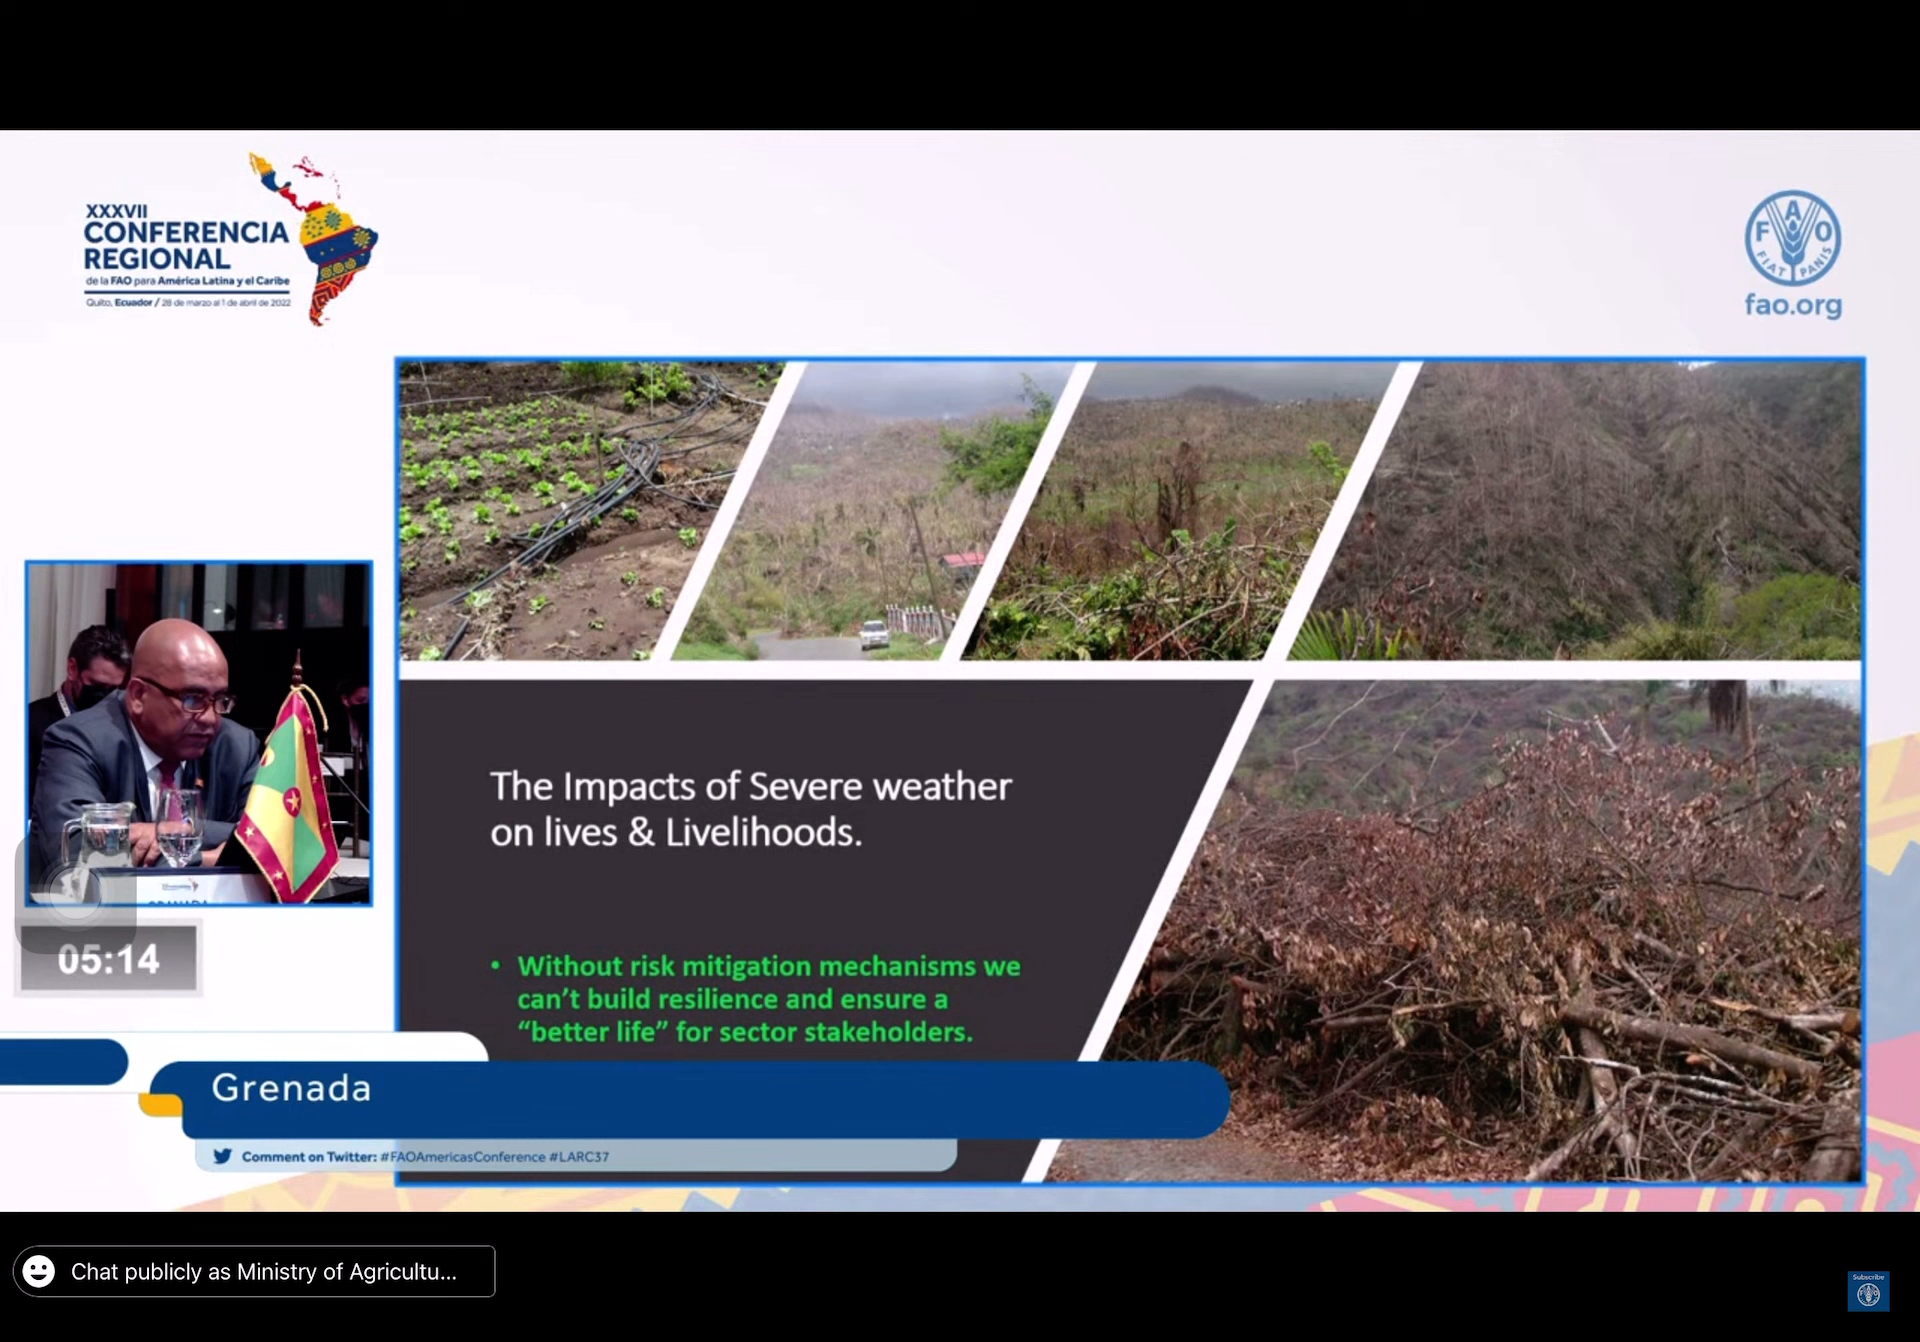 XXXVII
CONFERENCIA
REGIONAL
de la FAO para América Latina y el Caribe
Quito, Ecuador / 28 de marzo al 1 de abril de 2022
F A O
FIAT PANIS
fao.org
The Impacts of Severe weather
on lives & Livelihoods.
• Without risk mitigation mechanisms we
can’t build resilience and ensure a
“better life” for sector stakeholders.
05:14
Grenada
Comment on Twitter: #FAOAmericasConference #LARC37
Chat publicly as Ministry of Agricultu...
Subscribe